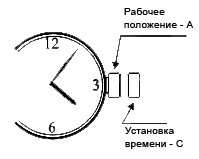 Рабочее
положение - А
12
3
6
Установка
времени - С